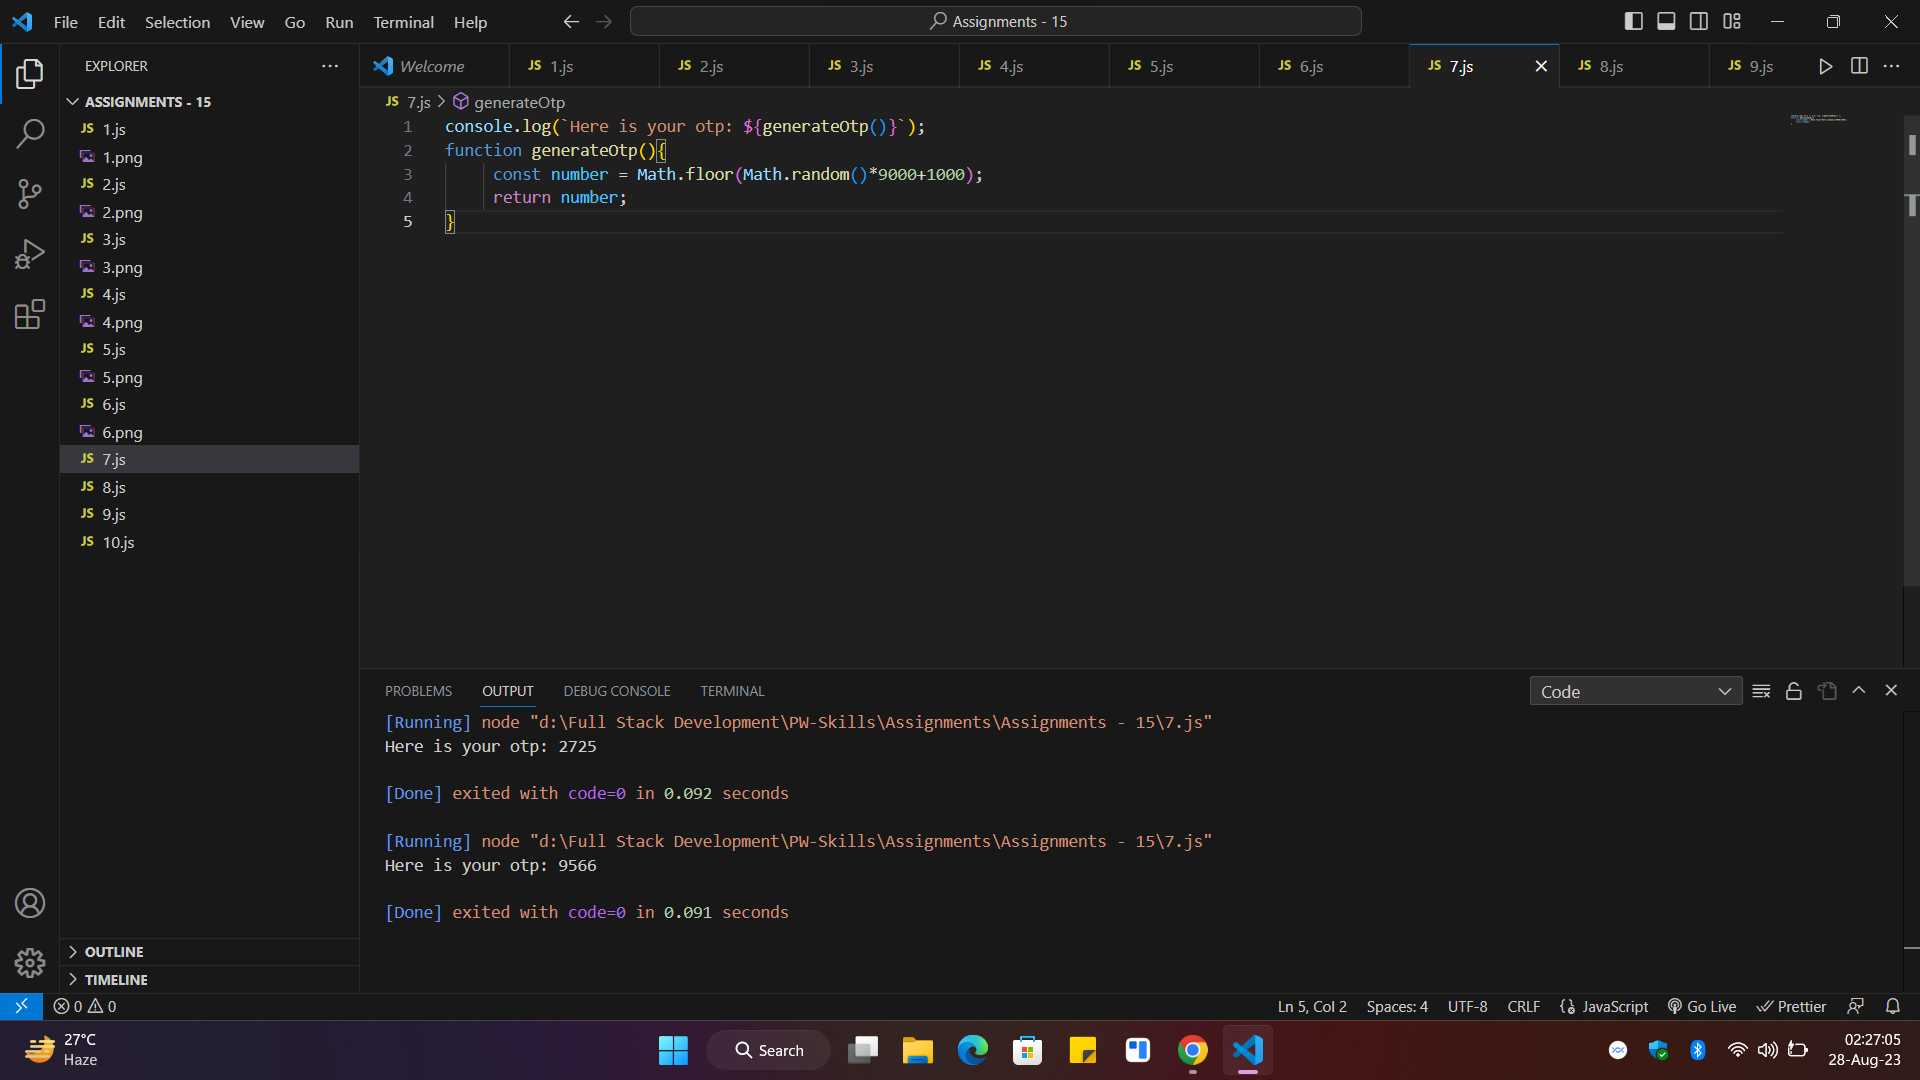 File Edit Selection View Go Run Terminal Help
Assignments - 15
EXPLORER
Welcome
JS 1.js
JS 2.js
JS 3.js
JS 4.js
JS 5.js
JS 6.js
JS 7.js
JS 8.js
JS 9.js
ASSIGNMENTS - 15
JS 1.js
1.png
JS 2.js
2.png
JS 3.js
3.png
JS 4.js
4.png
JS 5.js
5.png
JS 6.js
6.png
JS 7.js
JS 8.js
JS 9.js
JS 10.js
OUTLINE
TIMELINE
JS 7.js > generateOtp
1 console.log(`Here is your otp: ${generateOtp()}`);
2 function generateOtp(){
3 const number = Math.floor(Math.random()*9000+1000);
4 return number;
5 }
PROBLEMS OUTPUT DEBUG CONSOLE TERMINAL
Code
[Running] node "d:\Full Stack Development\PW-Skills\Assignments\Assignments - 15\7.js"
Here is your otp: 2725
[Done] exited with code=0 in 0.092 seconds
[Running] node "d:\Full Stack Development\PW-Skills\Assignments\Assignments - 15\7.js"
Here is your otp: 9566
[Done] exited with code=0 in 0.091 seconds
0 0
Ln 5, Col 2 Spaces: 4 UTF-8 CRLF JavaScript Go Live Prettier
27°C
Haze
Search
02:27:05
28-Aug-23